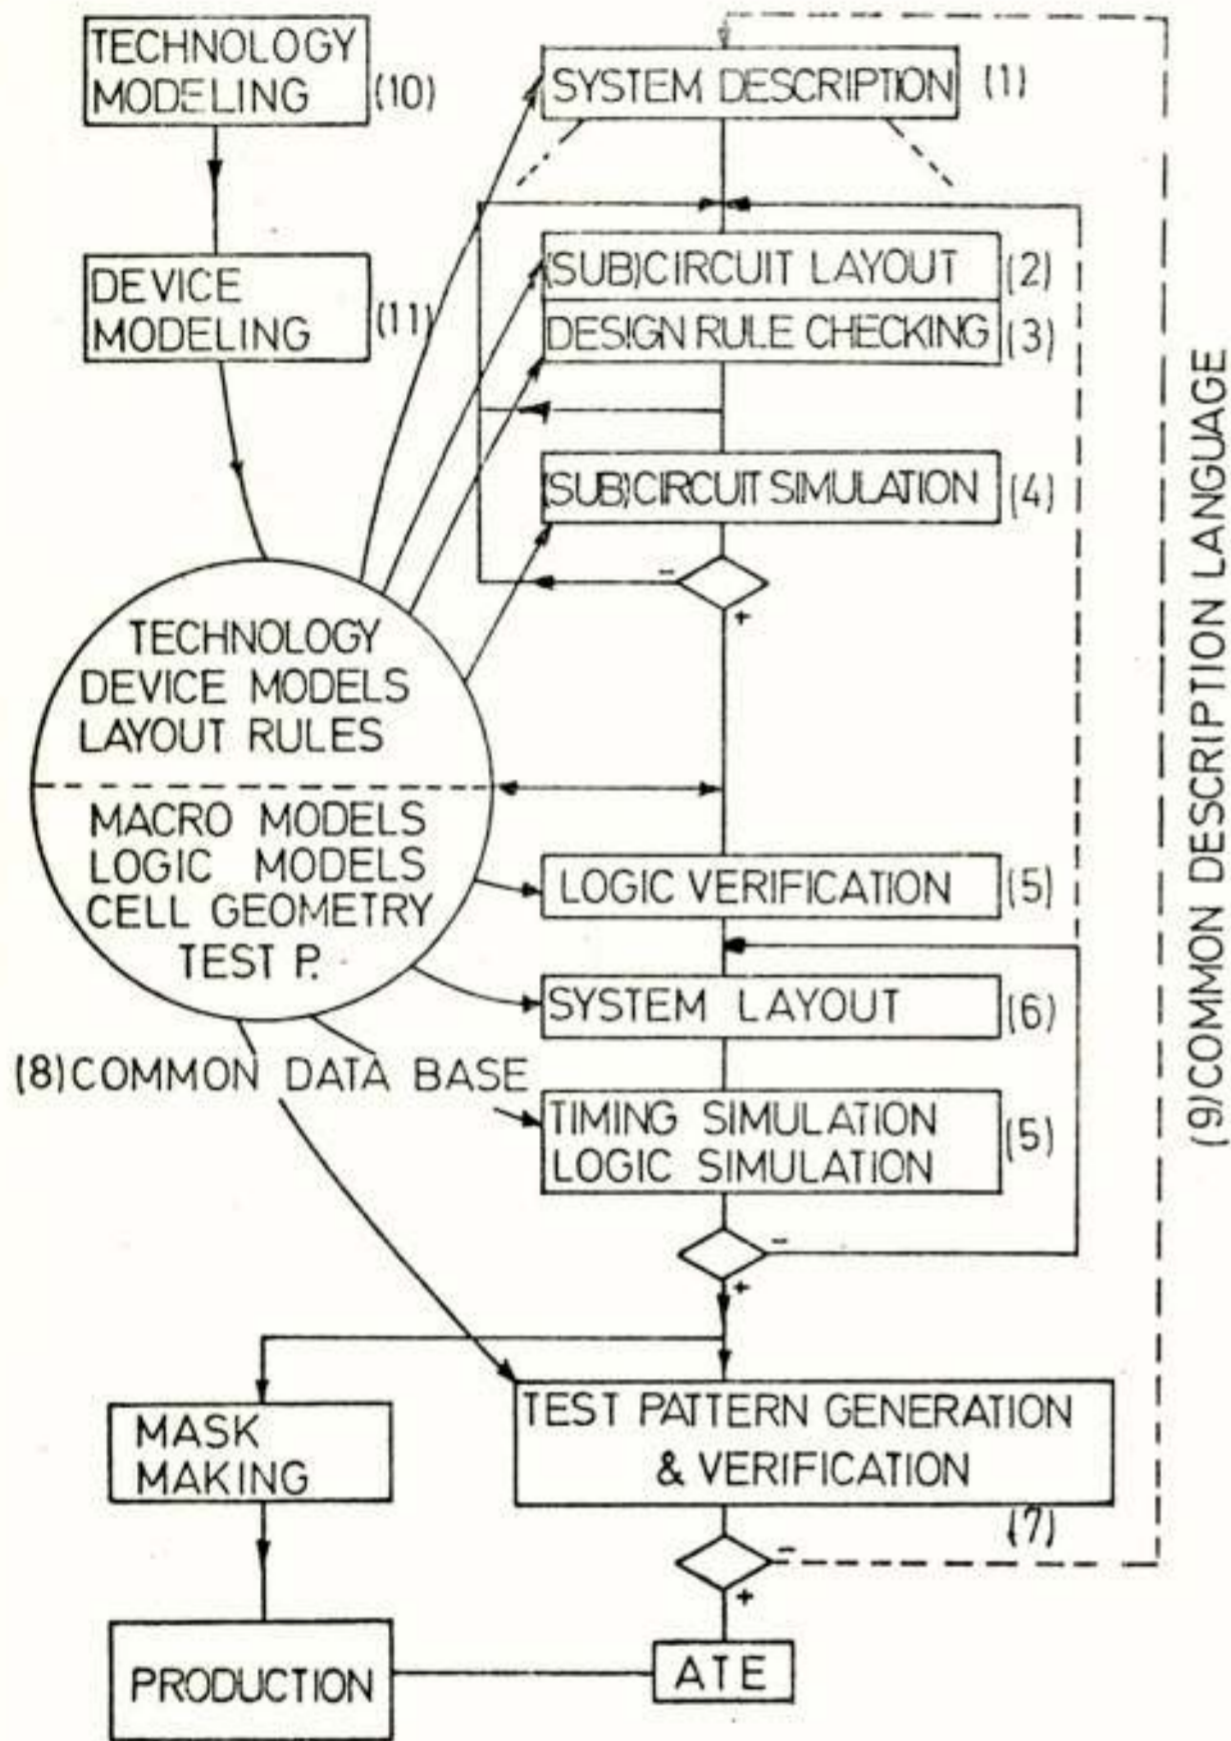 TECHNOLOGY
MODELING
(10)
SYSTEM DESCRIPTION
(1)
DEVICE
MODELING
(11)
(SUB)CIRCUIT LAYOUT
(2)
DESIGN RULE CHECKING
(3)
(SUB)CIRCUIT SIMULATION
(4)
-
+
TECHNOLOGY
DEVICE MODELS
LAYOUT RULES
MACRO MODELS
LOGIC MODELS
CELL GEOMETRY
TEST P.
(8)COMMON DATA BASE
LOGIC VERIFICATION
(5)
SYSTEM LAYOUT
(6)
TIMING SIMULATION
LOGIC SIMULATION
(5)
-
+
MASK
MAKING
TEST PATTERN GENERATION
& VERIFICATION
(7)
-
+
PRODUCTION
ATE
(9)COMMON DESCRIPTION LANGUAGE